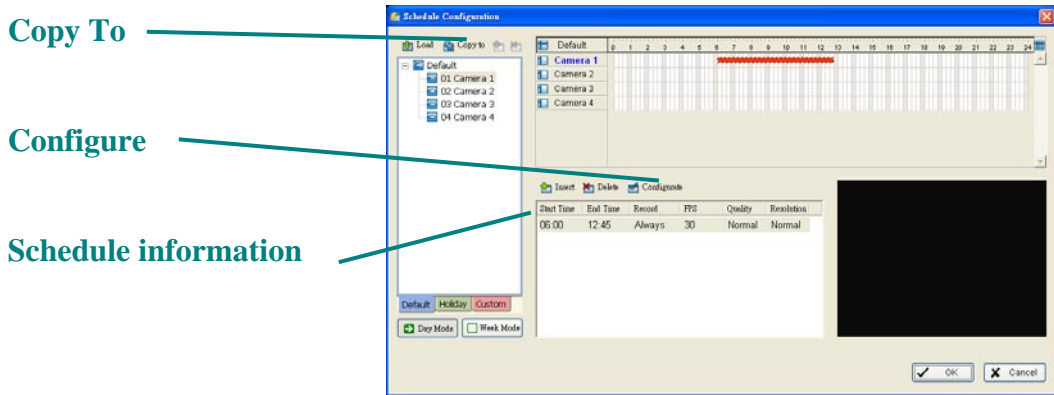 Copy To
Configure
Schedule information
Schedule Configuration
Load Copy to
Default
01 Camera 1
02 Camera 2
03 Camera 3
04 Camera 4
Default Holiday Custom
Day Mode Week Mode
Default 0 1 2 3 4 5 6 7 8 9 10 11 12 13 14 15 16 17 18 19 20 21 22 23 24
Camera 1
Camera 2
Camera 3
Camera 4
Insert Delete Configurate
Start Time End Time Record FPS Quality Resolution
06:00 12:45 Always 30 Normal Normal
OK Cancel